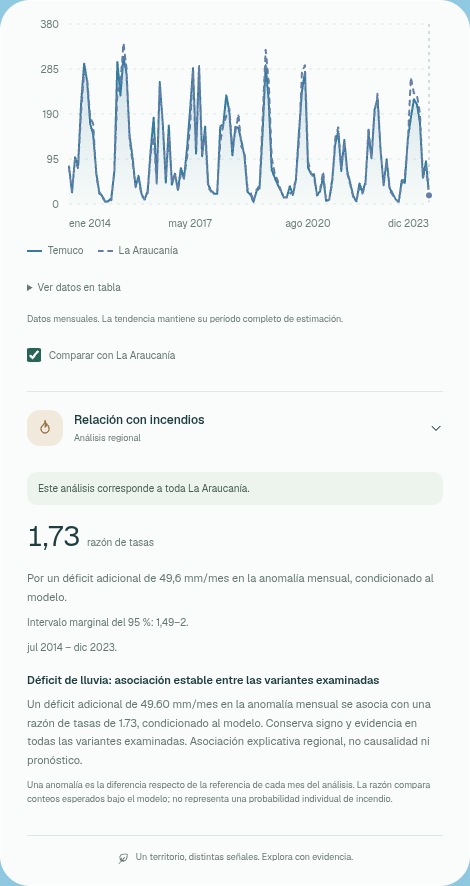 380
285
190
95
0
ene 2014 may 2017 ago 2020 dic 2023
Temuco La Araucanía
Ver datos en tabla
Datos mensuales. La tendencia mantiene su período completo de estimación.
Comparar con La Araucanía
Relación con incendios
Análisis regional
Este análisis corresponde a toda La Araucanía.
1,73 razón de tasas
Por un déficit adicional de 49,6 mm/mes en la anomalía mensual, condicionado al
modelo.
Intervalo marginal del 95 %: 1,49–2.
jul 2014 – dic 2023.
Déficit de lluvia: asociación estable entre las variantes examinadas
Un déficit adicional de 49.60 mm/mes en la anomalía mensual se asocia con una
razón de tasas de 1.73, condicionado al modelo. Conserva signo y evidencia en
todas las variantes examinadas. Asociación explicativa regional, no causalidad ni
pronóstico.
Una anomalía es la diferencia respecto de la referencia de cada mes del análisis. La razón compara
conteos esperados bajo el modelo; no representa una probabilidad individual de incendio.
Un territorio, distintas señales. Explora con evidencia.